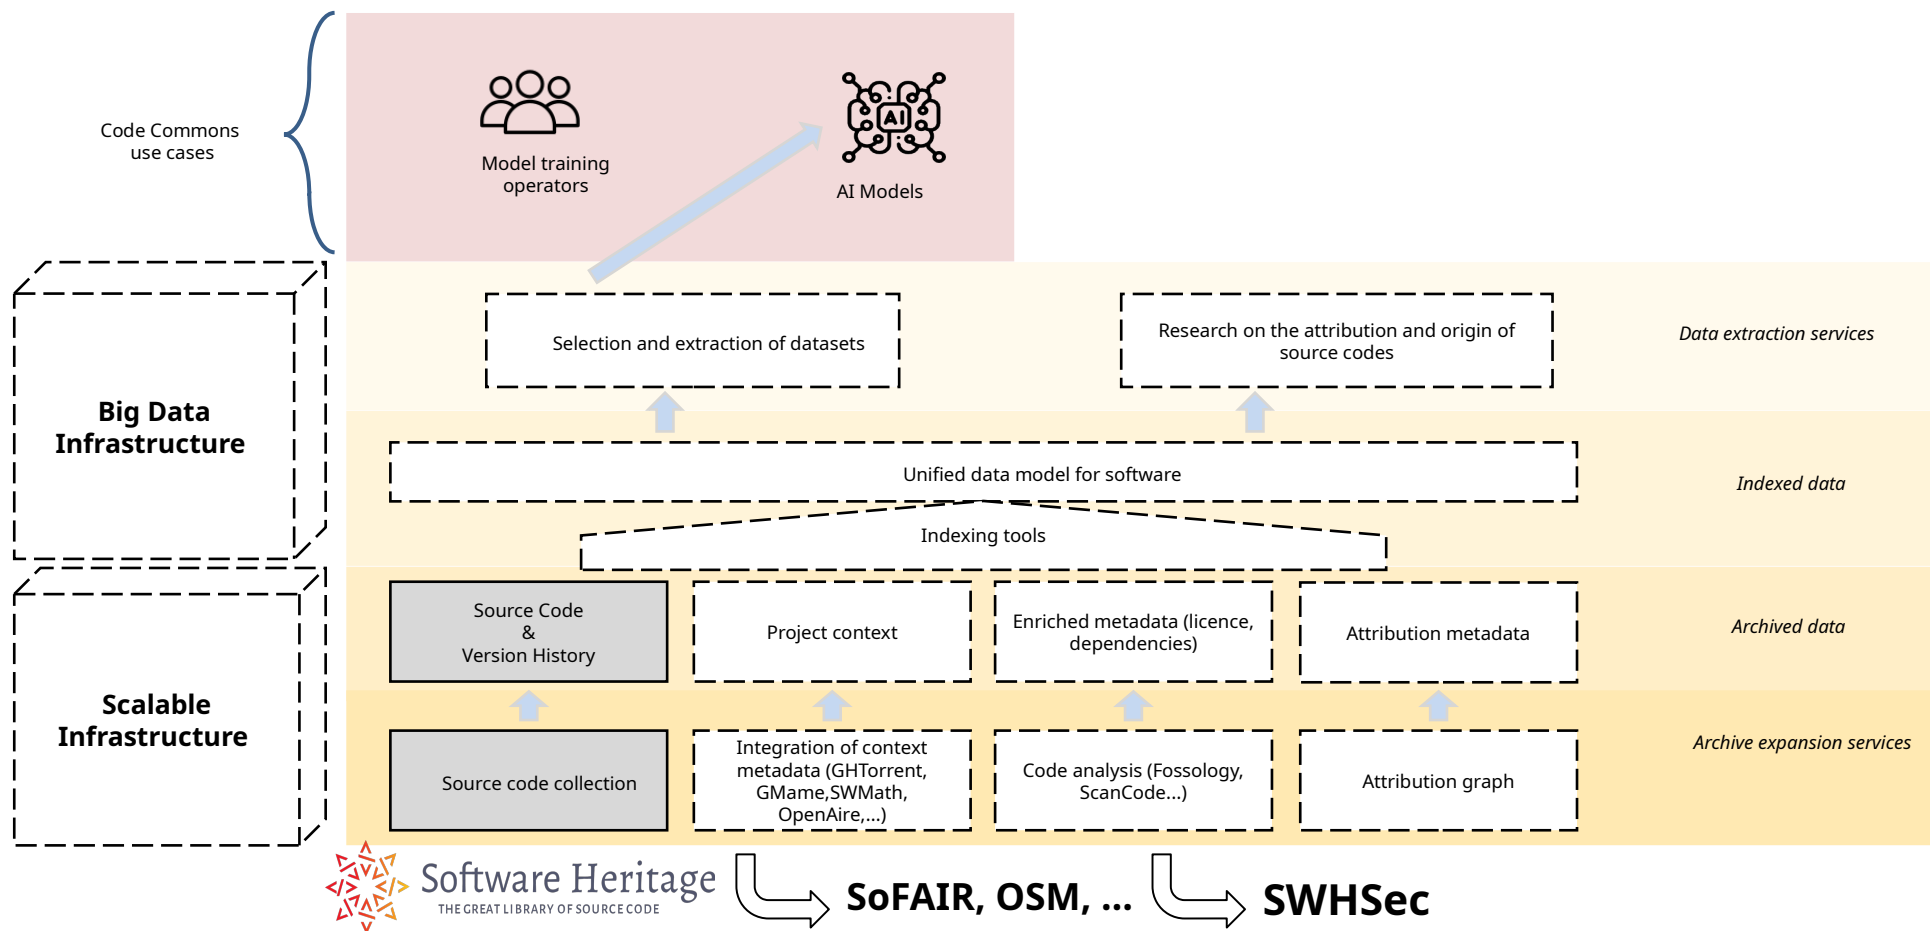 Code Commons
use cases
Model training
operators
AI
AI Models
Big Data
Infrastructure
Selection and extraction of datasets
Research on the attribution and origin of
source codes
Data extraction services
Unified data model for software
Indexed data
Indexing tools
Scalable
Infrastructure
Source Code
&
Version History
Project context
Enriched metadata (licence,
dependencies)
Attribution metadata
Archived data
Source code collection
Integration of context
metadata (GHTorrent,
GMame,SWMath,
OpenAire,...)
Code analysis (Fossology,
ScanCode...)
Attribution graph
Archive expansion services
Software Heritage
THE GREAT LIBRARY OF SOURCE CODE
SoFAIR, OSM, ...
SWHSec